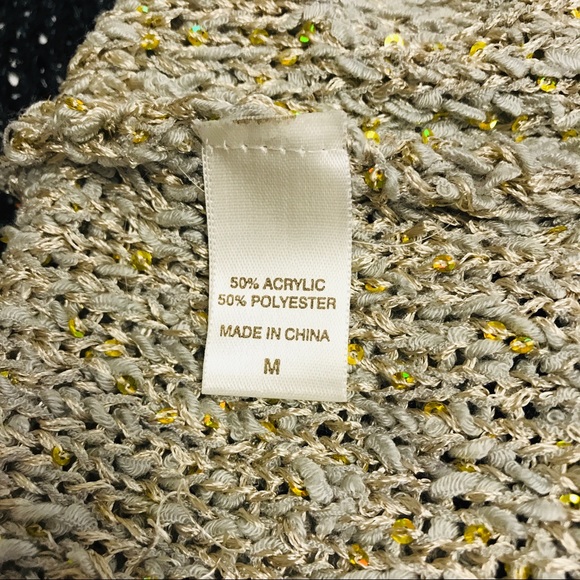 50% ACRYLIC
50% POLYESTER
MADE IN CHINA
M